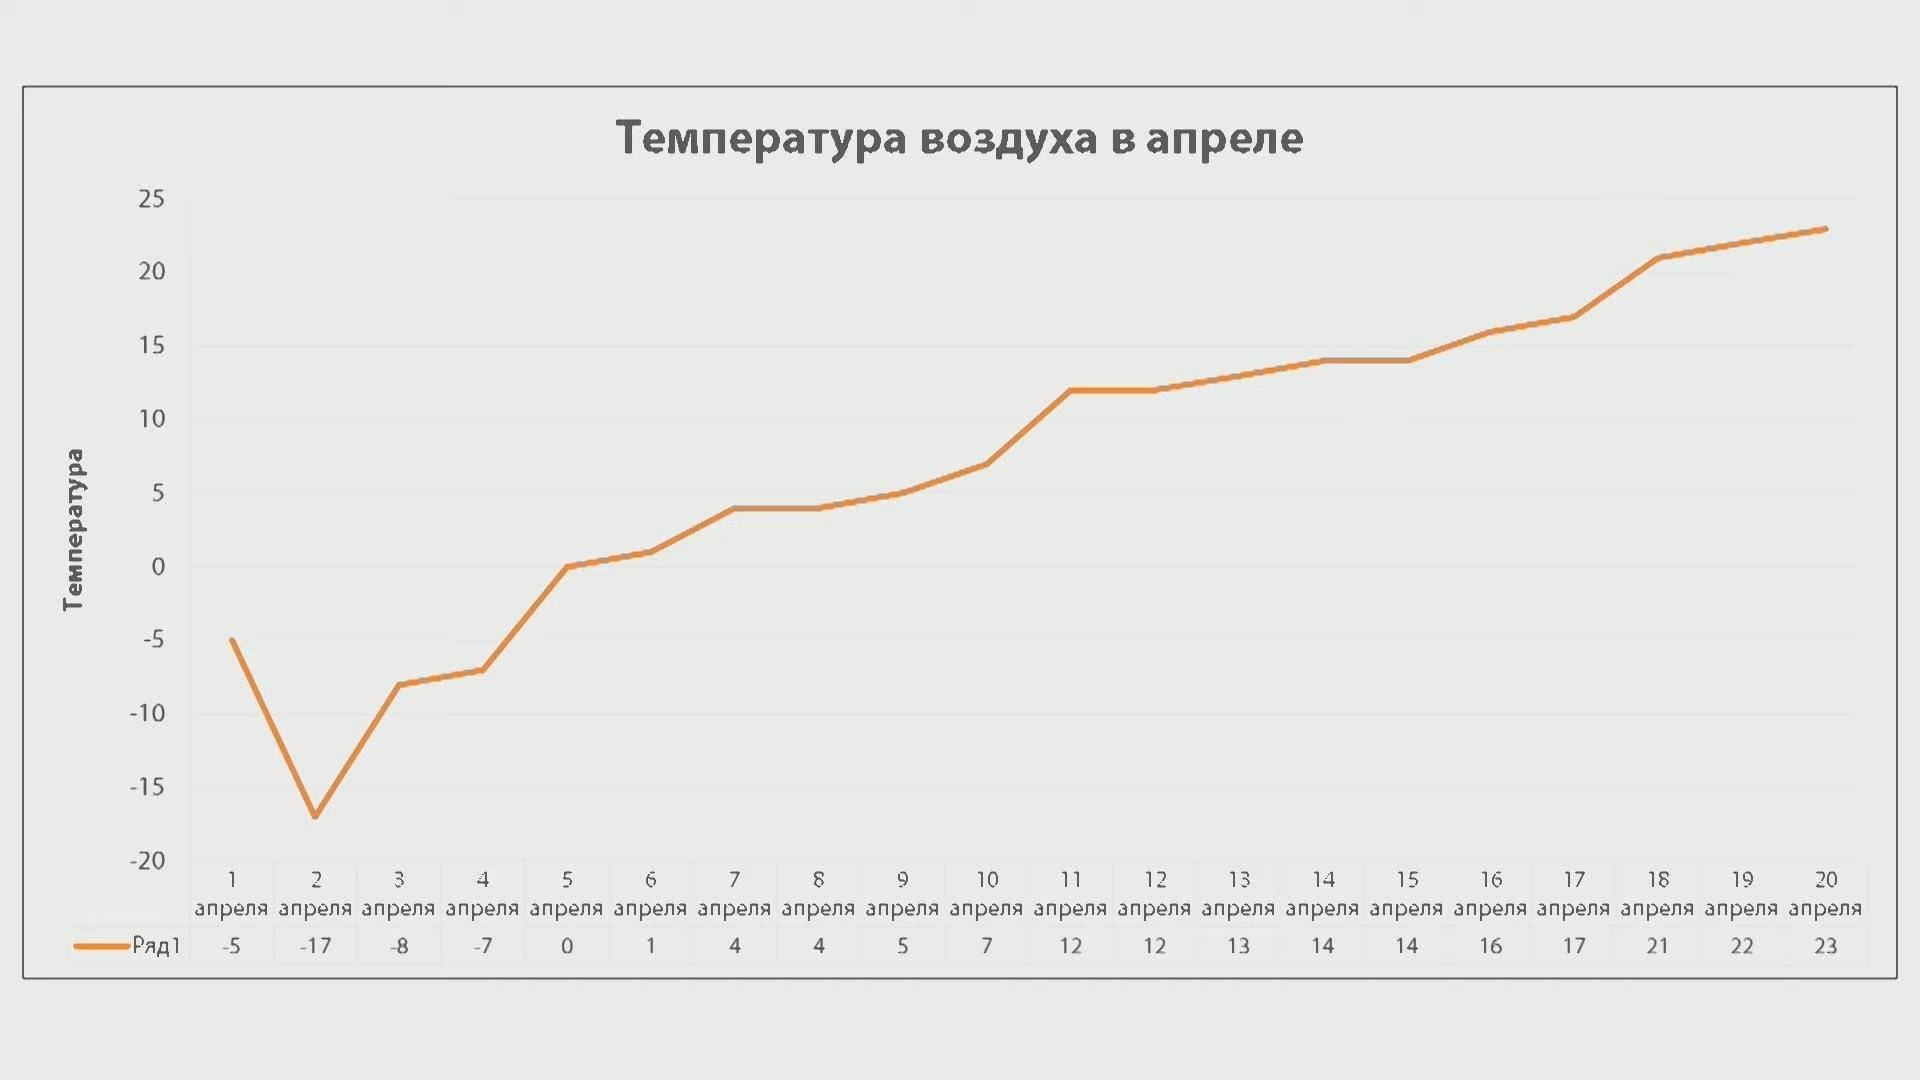 Температура воздуха в апреле
Температура
25
20
15
10
5
0
-5
-10
-15
-20
1 2 3 4 5 6 7 8 9 10 11 12 13 14 15 16 17 18 19 20
апреля апреля апреля апреля апреля апреля апреля апреля апреля апреля апреля апреля апреля апреля апреля апреля апреля апреля апреля апреля
Ряд1 -5 -17 -8 -7 0 1 4 4 5 7 12 12 13 14 14 16 17 21 22 23